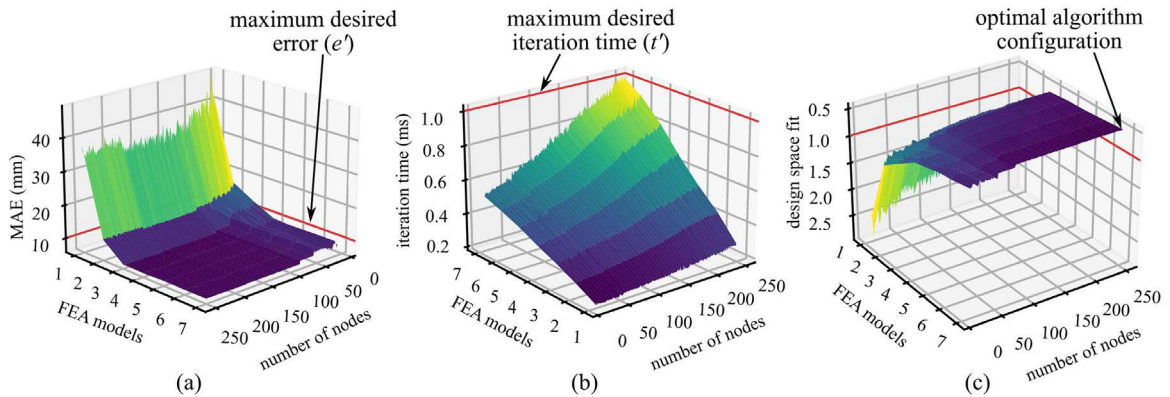 maximum desired
error (e′)
MAE (mm)
40
30
20
10
1
2
3
4
5
6
7
FEA models
250
200
150
100
50
0
number of nodes
(a)
maximum desired
iteration time (t′)
iteration time (ms)
1.0
0.8
0.6
0.4
0.2
7
6
5
4
3
2
1
FEA models
0
50
100
150
200
250
number of nodes
(b)
optimal algorithm
configuration
design space fit
0.5
1.0
1.5
2.0
2.5
1
2
3
4
5
6
7
FEA models
0
50
100
150
200
250
number of nodes
(c)